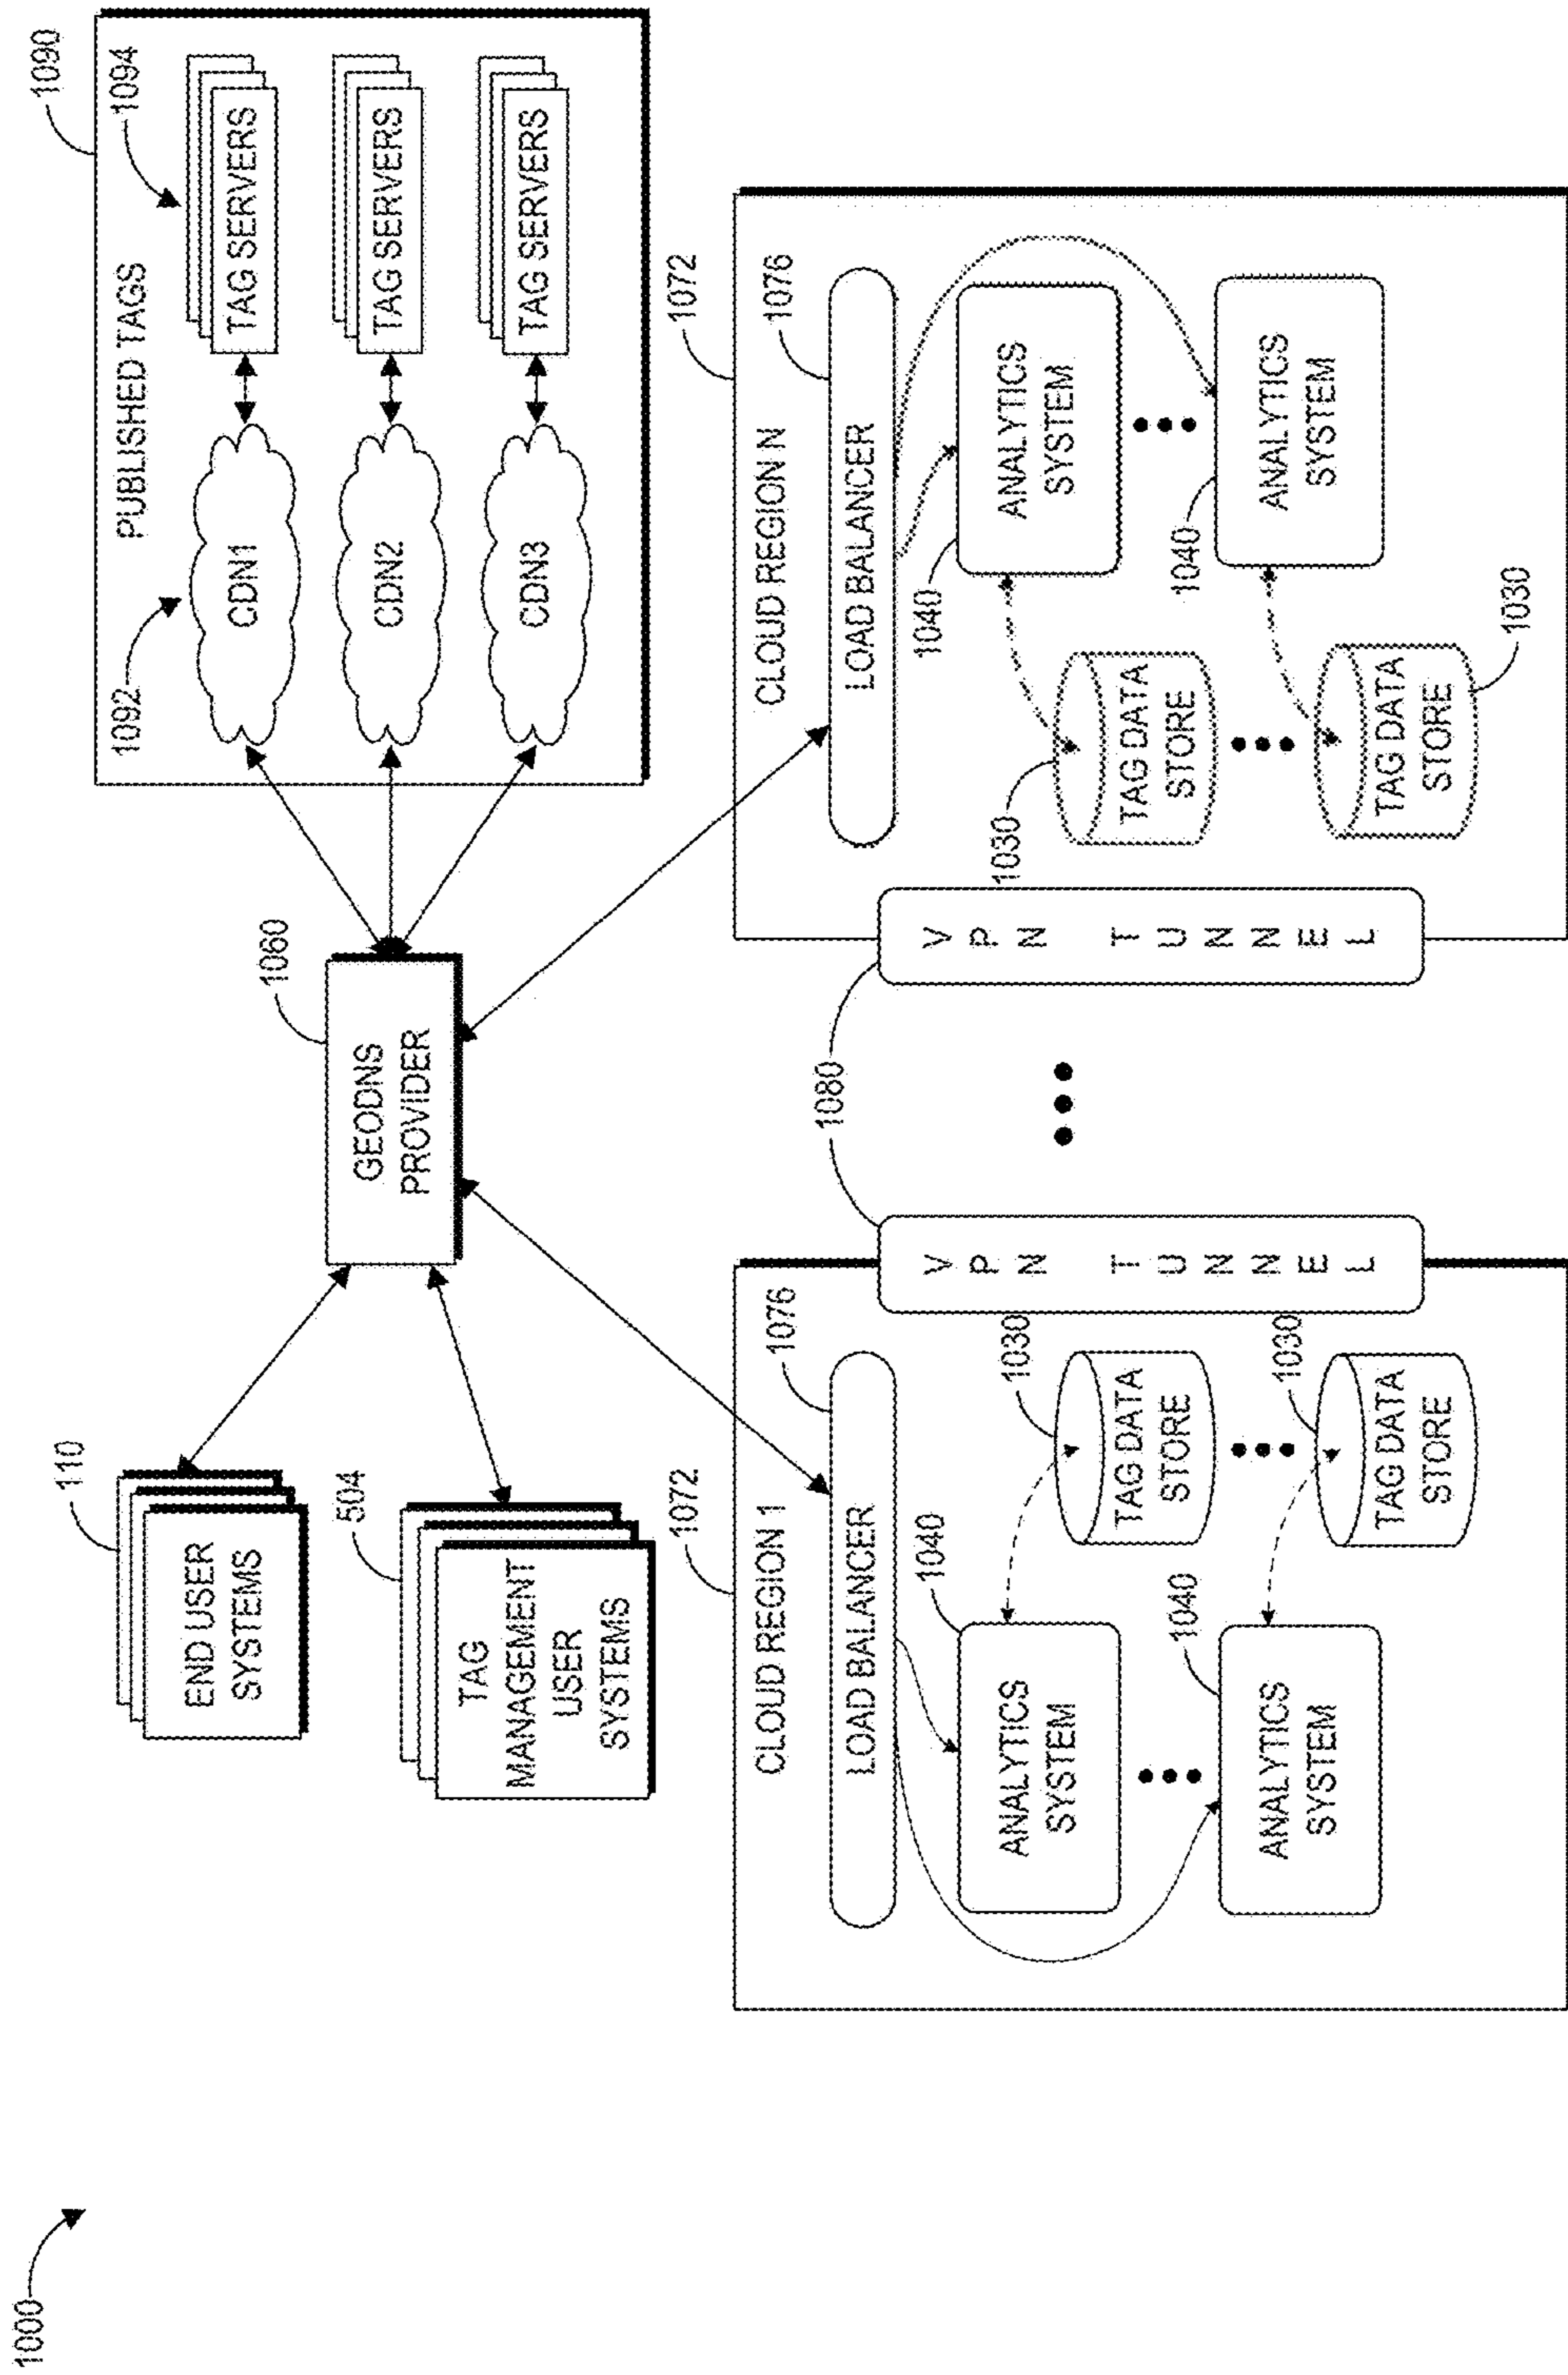 1000
110
END USER
SYSTEMS
504
TAG
MANAGEMENT
USER
SYSTEMS
1060
GEODNS
PROVIDER
1090
PUBLISHED TAGS
1092
1094
CDN1
TAG SERVERS
CDN2
TAG SERVERS
CDN3
TAG SERVERS
1072
CLOUD REGION 1
1076
LOAD BALANCER
1040
ANALYTICS
SYSTEM
1030
TAG DATA
STORE
1040
ANALYTICS
SYSTEM
1030
TAG DATA
STORE
VPN TUNNEL
1080
VPN TUNNEL
1072
CLOUD REGION N
1076
LOAD BALANCER
1030
TAG DATA
STORE
1040
ANALYTICS
SYSTEM
TAG DATA
STORE
1030
1040
ANALYTICS
SYSTEM